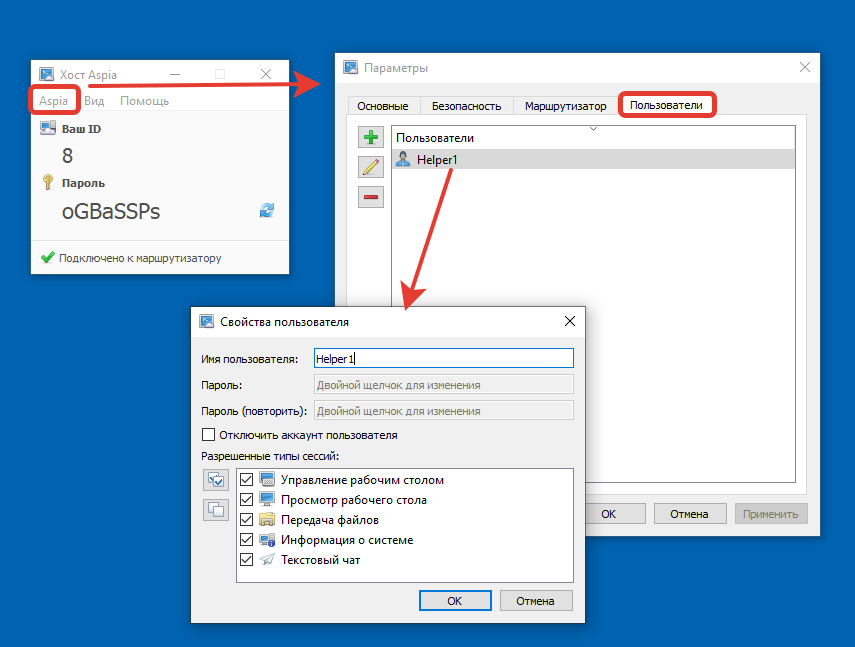 Хост Aspia
Aspia Вид Помощь
Ваш ID
8
Пароль
oGBaSSPs
Подключено к маршрутизатору
Параметры
Основные Безопасность Маршрутизатор Пользователи
Пользователи
Helper1
OK Отмена Применить
Свойства пользователя
Имя пользователя: Helper1
Пароль: Двойной щелчок для изменения
Пароль (повторить): Двойной щелчок для изменения
Отключить аккаунт пользователя
Разрешенные типы сессий:
Управление рабочим столом
Просмотр рабочего стола
Передача файлов
Информация о системе
Текстовый чат
OK Отмена